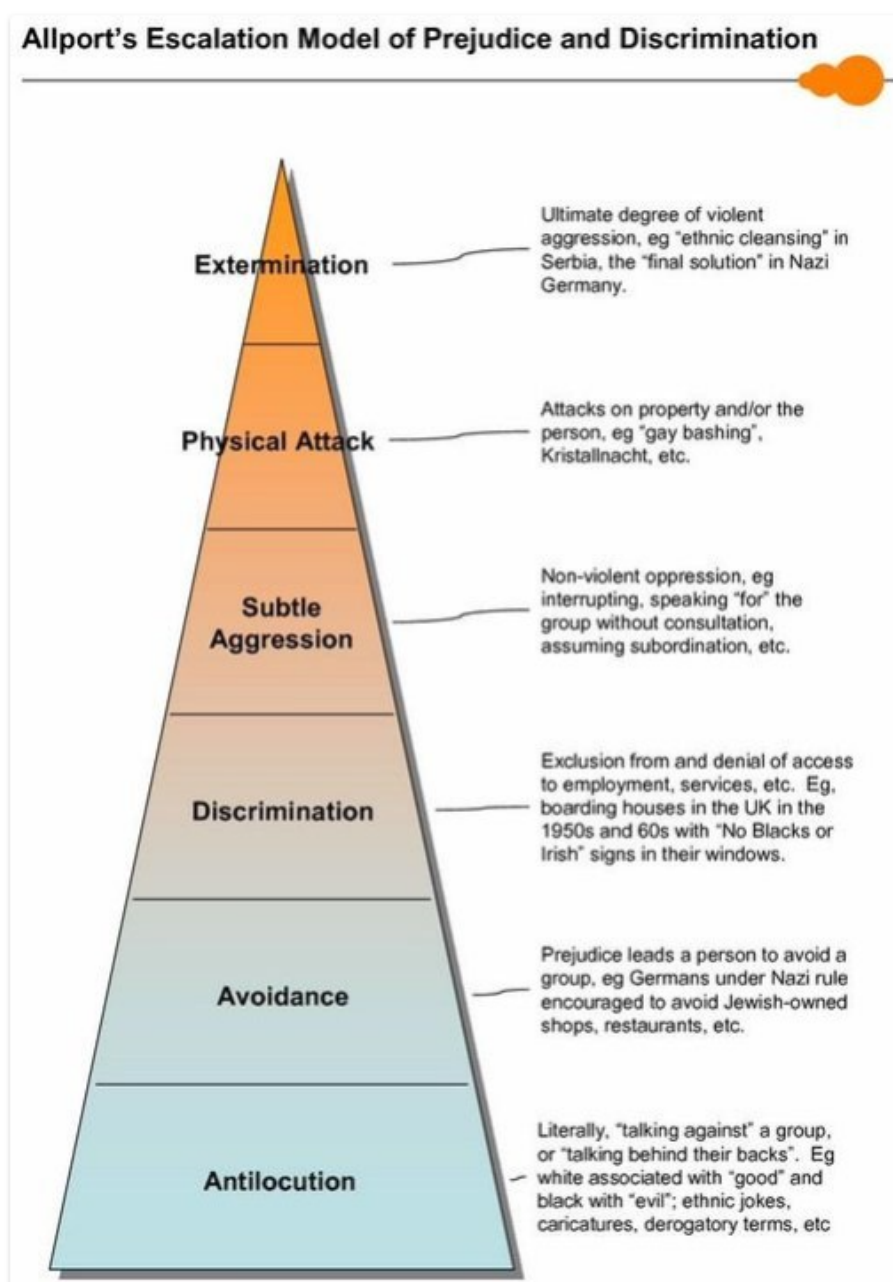 Allport's Escalation Model of Prejudice and Discrimination
Extermination
Ultimate degree of violent
aggression, eg "ethnic cleansing" in
Serbia, the "final solution" in Nazi
Germany.
Physical Attack
Attacks on property and/or the
person, eg "gay bashing",
Kristallnacht, etc.
Subtle
Aggression
Non-violent oppression, eg
interrupting, speaking "for" the
group without consultation,
assuming subordination, etc.
Discrimination
Exclusion from and denial of access
to employment, services, etc. Eg,
boarding houses in the UK in the
1950s and 60s with "No Blacks or
Irish" signs in their windows.
Avoidance
Prejudice leads a person to avoid a
group, eg Germans under Nazi rule
encouraged to avoid Jewish-owned
shops, restaurants, etc.
Antilocution
Literally, "talking against" a group,
or "talking behind their backs". Eg
white associated with "good" and
black with "evil"; ethnic jokes,
caricatures, derogatory terms, etc